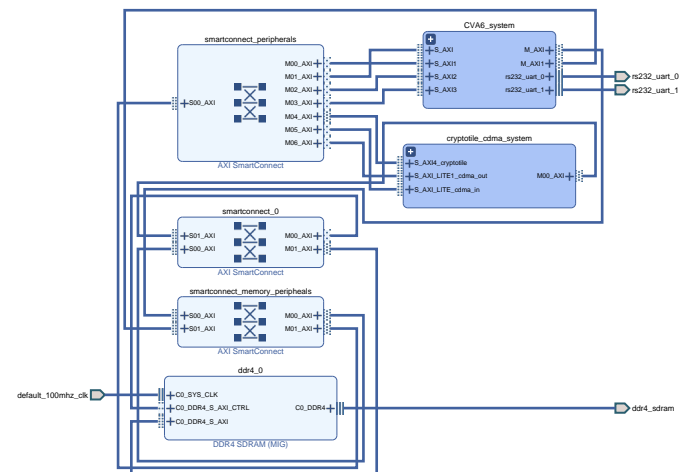 CVA6_system
S_AXI
S_AXI1
S_AXI2
S_AXI3
M_AXI
M_AXI1
rs232_uart_0
rs232_uart_1
rs232_uart_0
rs232_uart_1
smartconnect_peripherals
S00_AXI
M00_AXI
M01_AXI
M02_AXI
M03_AXI
M04_AXI
M05_AXI
M06_AXI
AXI SmartConnect
cryptotile_cdma_system
S_AXI4_cryptotile
S_AXI_LITE1_cdma_out
S_AXI_LITE_cdma_in
M00_AXI
smartconnect_0
S01_AXI
S00_AXI
M00_AXI
M01_AXI
AXI SmartConnect
smartconnect_memory_peripheals
S00_AXI
S01_AXI
M00_AXI
M01_AXI
AXI SmartConnect
ddr4_0
default_100mhz_clk
C0_SYS_CLK
C0_DDR4_S_AXI_CTRL
C0_DDR4_S_AXI
C0_DDR4
ddr4_sdram
DDR4 SDRAM (MIG)